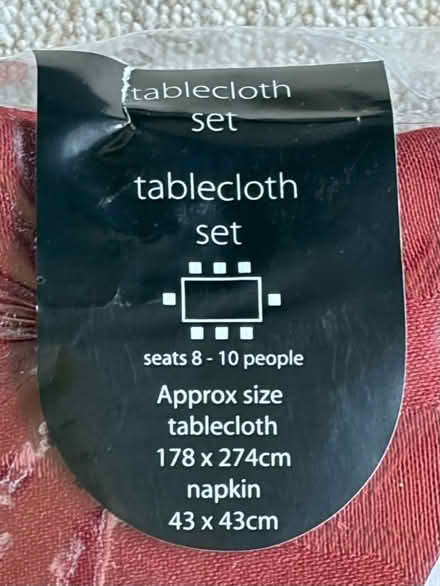 tablecloth
set
tablecloth
set
seats 8 - 10 people
Approx size
tablecloth
178 x 274cm
napkin
43 x 43cm